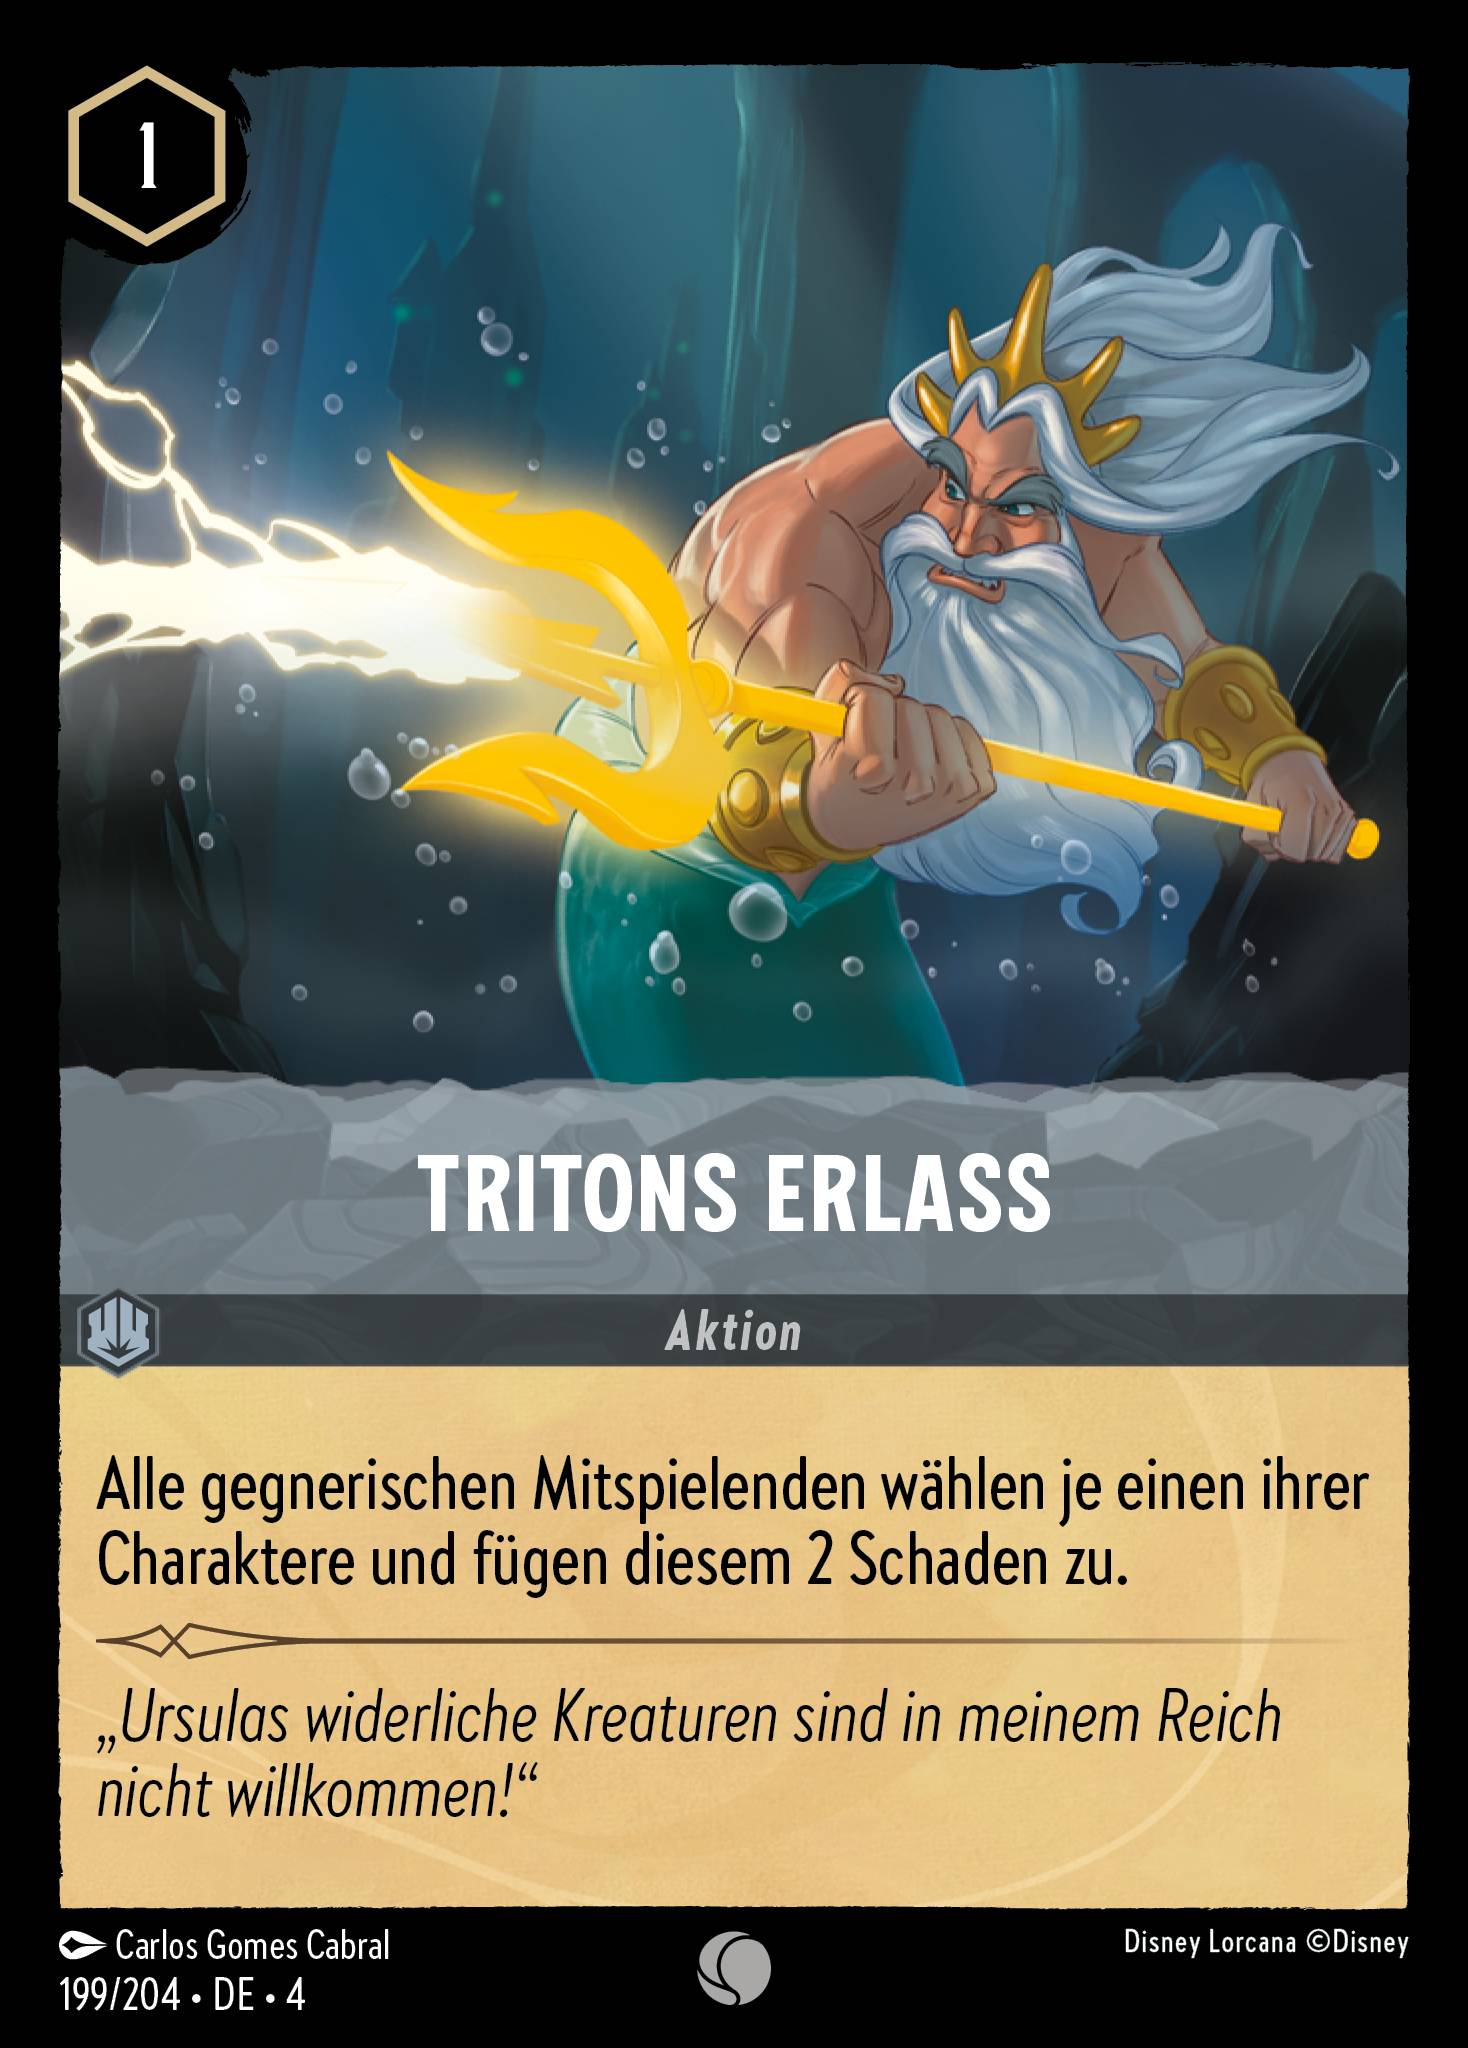 1
TRITONS ERLASS
Aktion
Alle gegnerischen Mitspielenden wählen je einen ihrer
Charaktere und fügen diesem 2 Schaden zu.
„Ursulas widerliche Kreaturen sind in meinem Reich
nicht willkommen!“
Carlos Gomes Cabral
Disney Lorcana ©Disney
199/204 • DE • 4